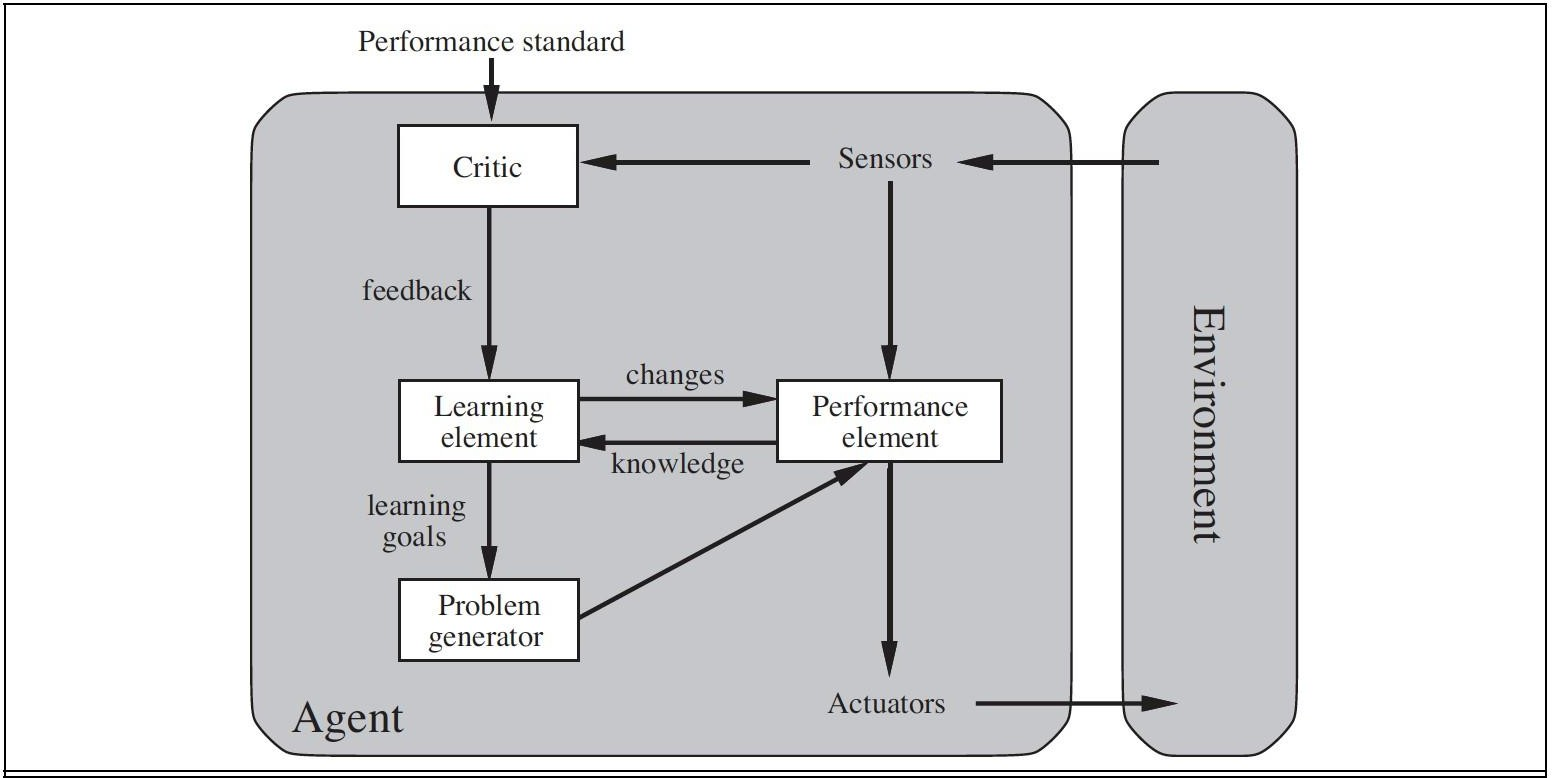 Performance standard
Critic
Sensors
feedback
changes
Learning
element
Performance
element
knowledge
learning
goals
Problem
generator
Agent
Actuators
Environment